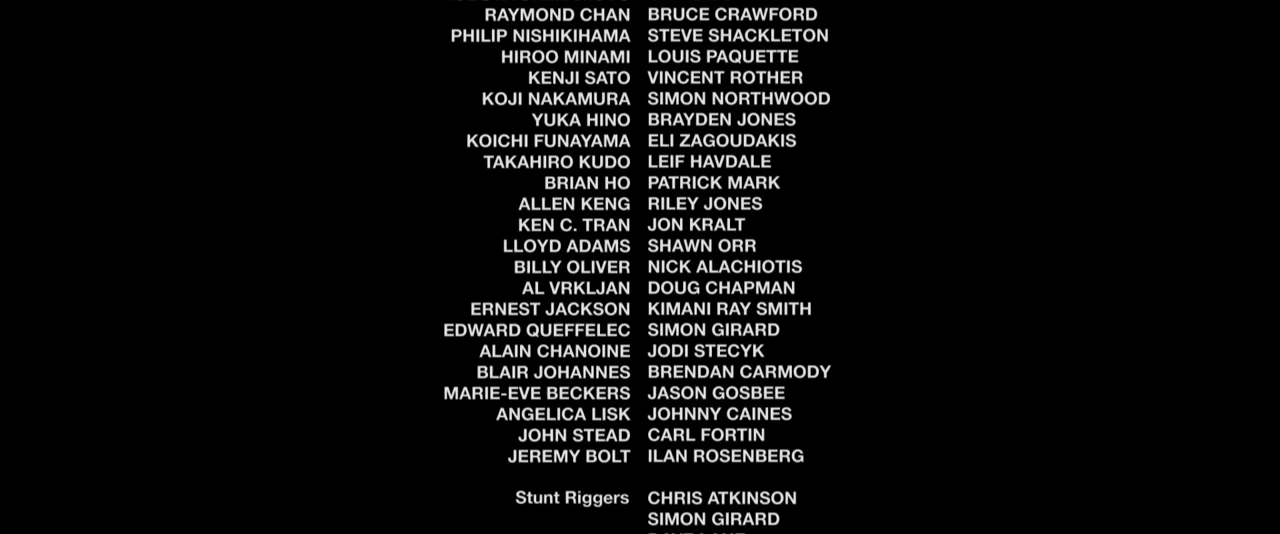 RAYMOND CHAN BRUCE CRAWFORD
PHILIP NISHIKIHAMA STEVE SHACKLETON
HIROO MINAMI LOUIS PAQUETTE
KENJI SATO VINCENT ROTHER
KOJI NAKAMURA SIMON NORTHWOOD
YUKA HINO BRAYDEN JONES
KOICHI FUNAYAMA ELI ZAGOUDAKIS
TAKAHIRO KUDO LEIF HAVDALE
BRIAN HO PATRICK MARK
ALLEN KENG RILEY JONES
KEN C. TRAN JON KRALT
LLOYD ADAMS SHAWN ORR
BILLY OLIVER NICK ALACHIOTIS
AL VRKLJAN DOUG CHAPMAN
ERNEST JACKSON KIMANI RAY SMITH
EDWARD QUEFFELEC SIMON GIRARD
ALAIN CHANOINE JODI STECYK
BLAIR JOHANNES BRENDAN CARMODY
MARIE-EVE BECKERS JASON GOSBEE
ANGELICA LISK JOHNNY CAINES
JOHN STEAD CARL FORTIN
JEREMY BOLT ILAN ROSENBERG
Stunt Riggers CHRIS ATKINSON
SIMON GIRARD